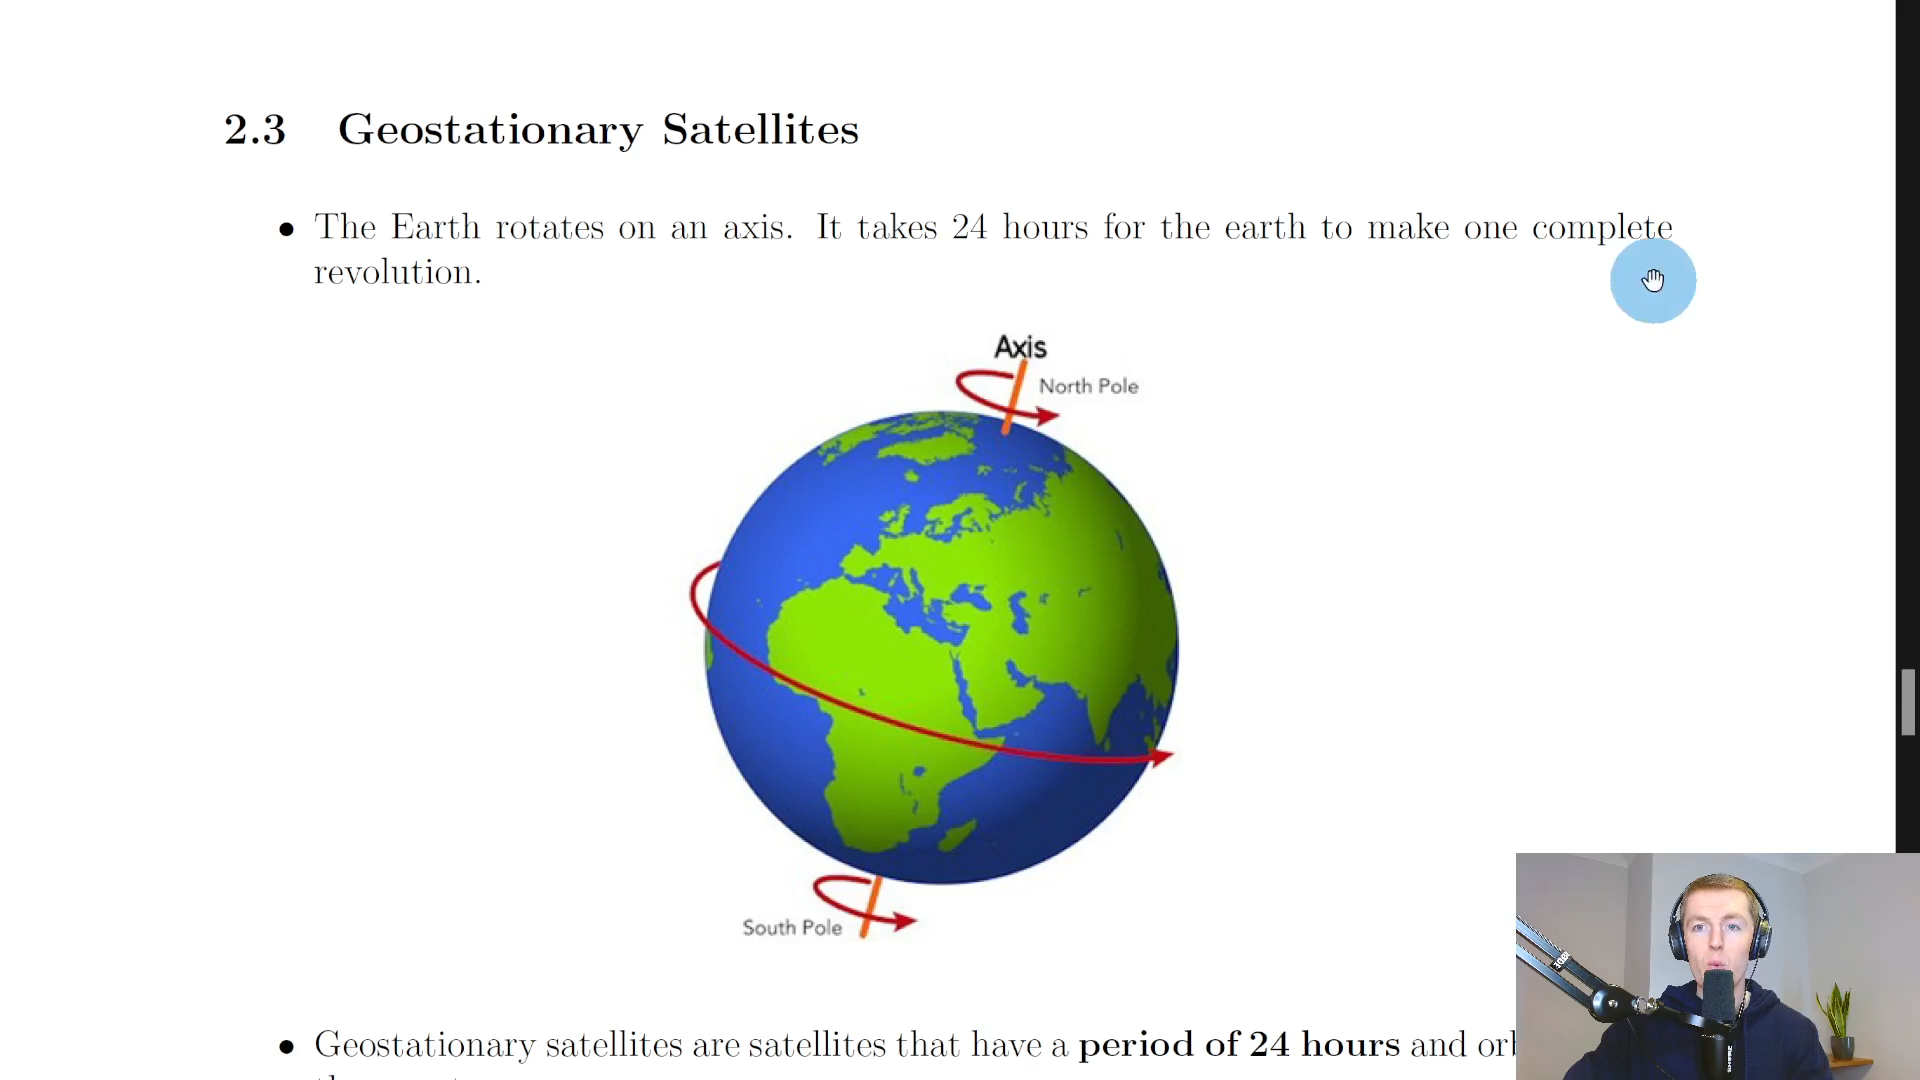 2.3 Geostationary Satellites
• The Earth rotates on an axis. It takes 24 hours for the earth to make one complete
revolution.
Axis
North Pole
South Pole
• Geostationary satellites are satellites that have a period of 24 hours and